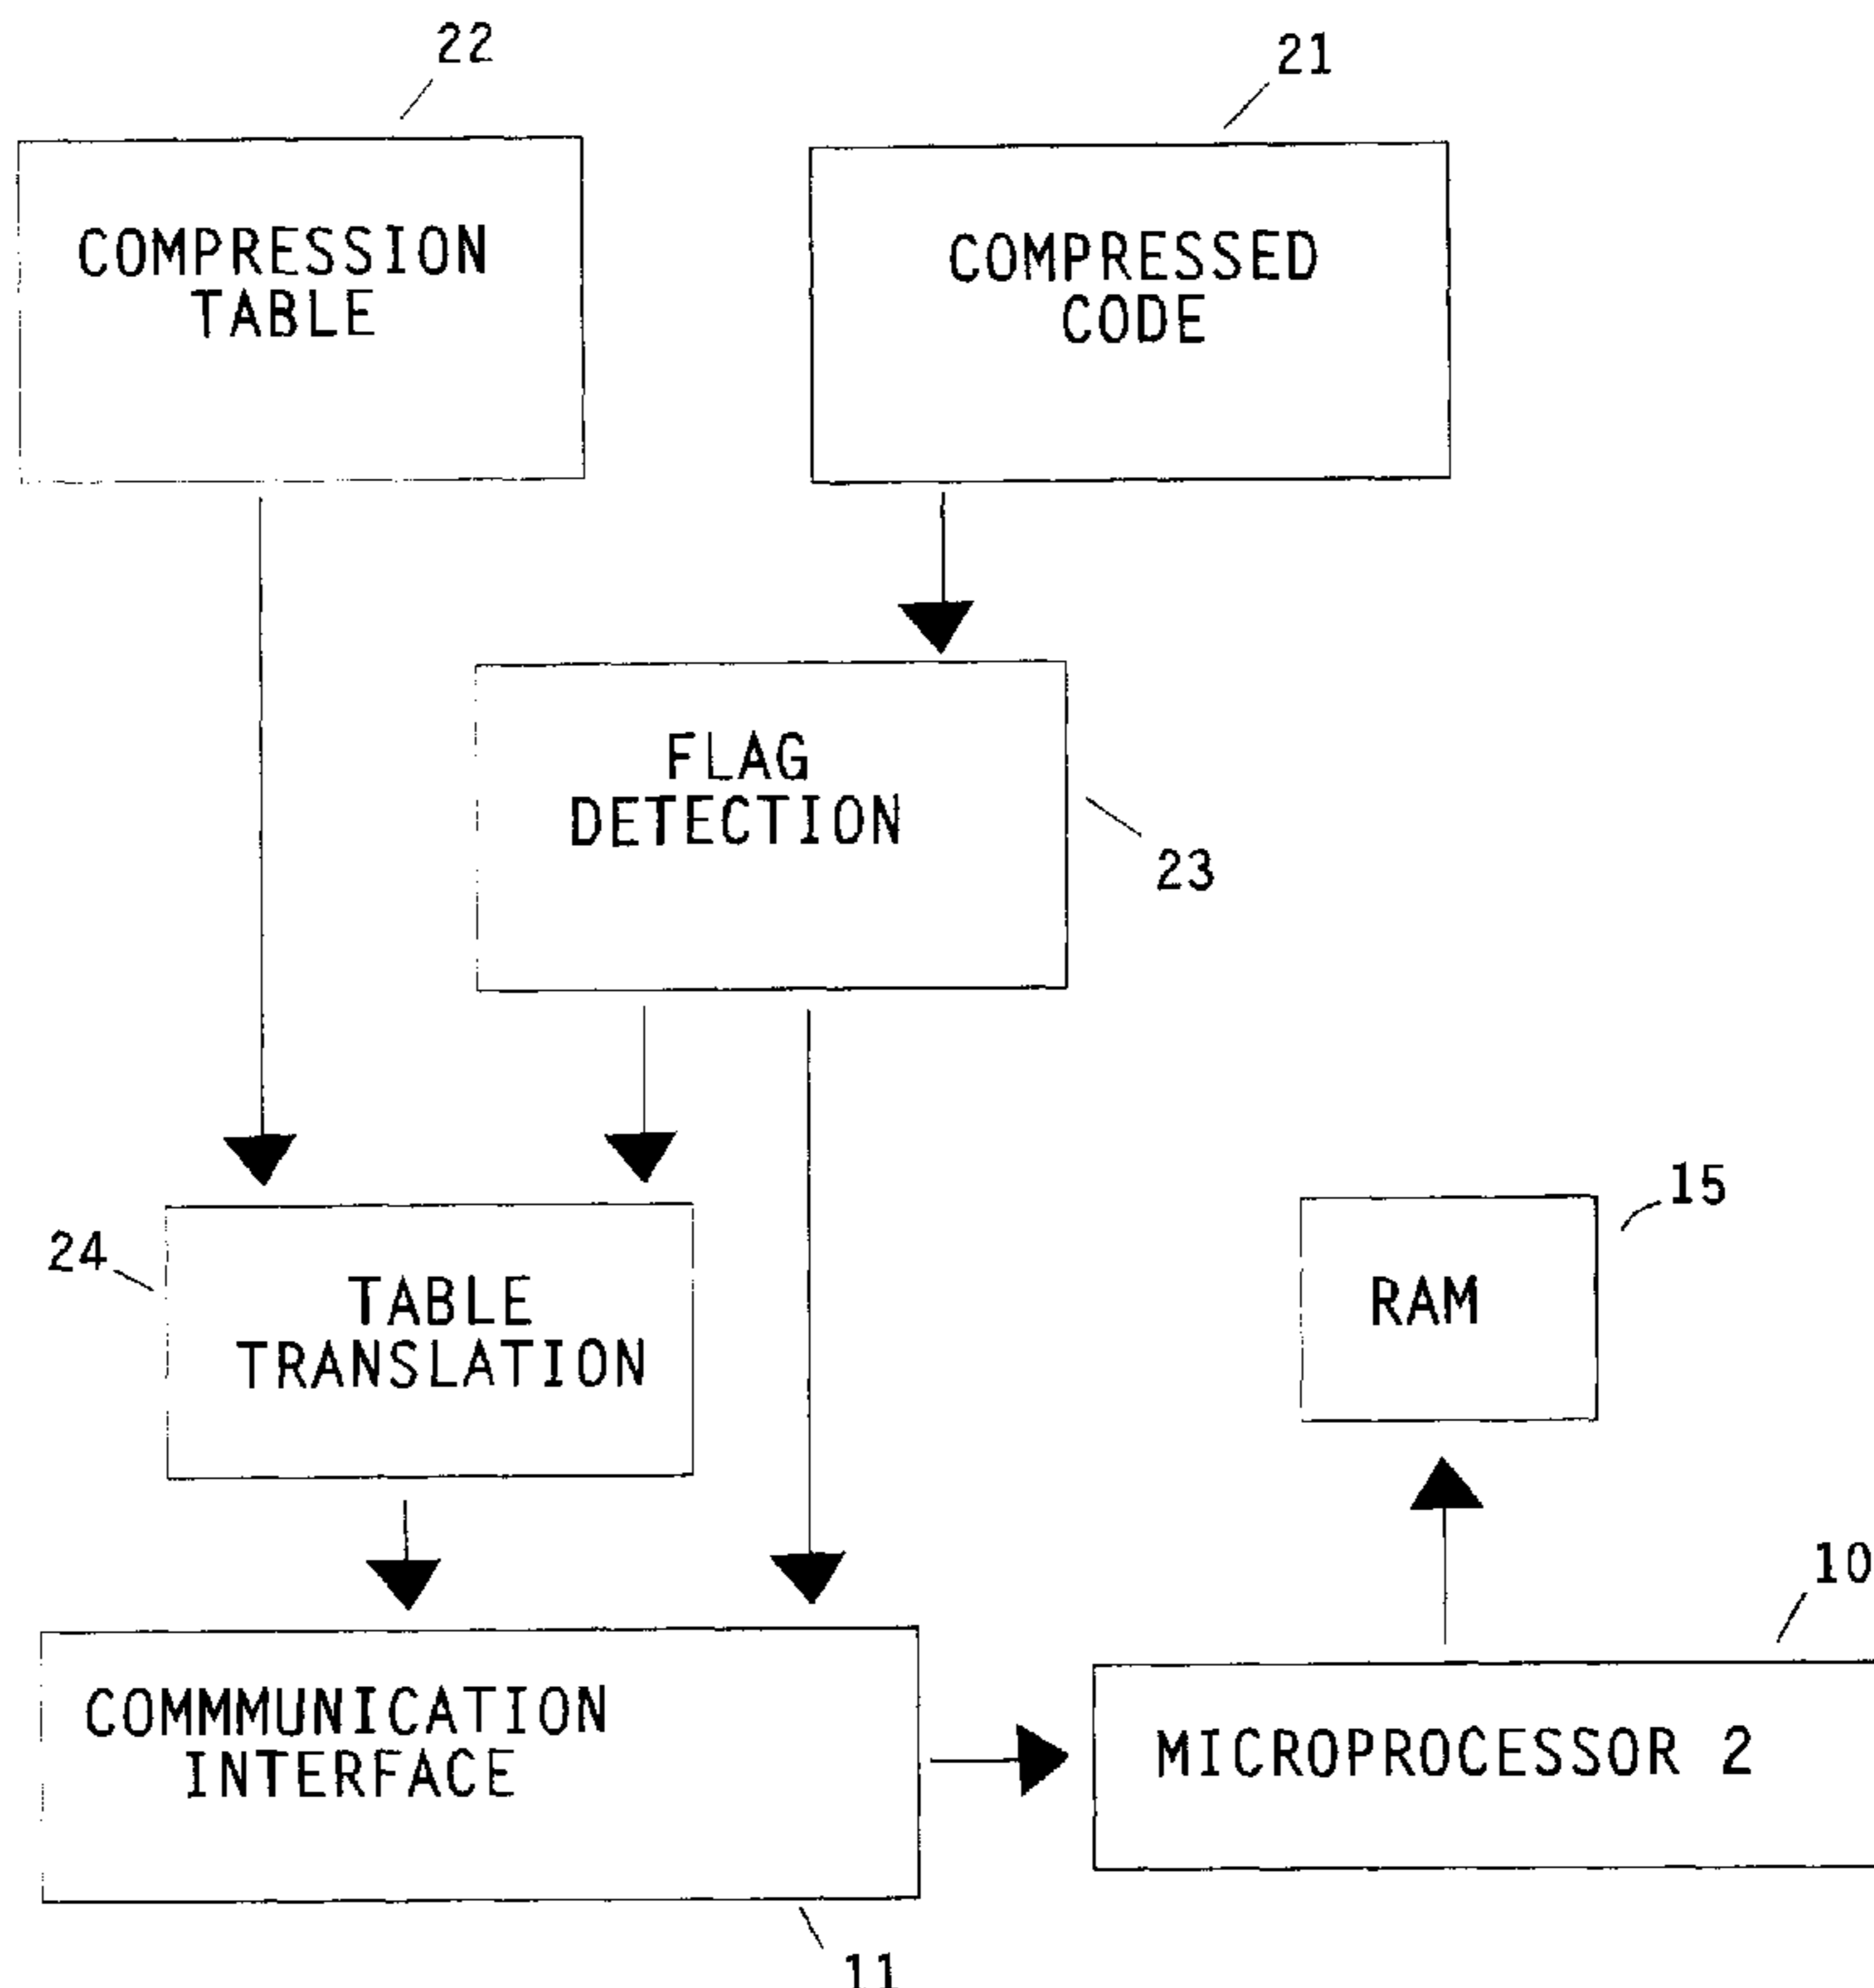 22
21
COMPRESSION
TABLE
COMPRESSED
CODE
FLAG
DETECTION
23
24
TABLE
TRANSLATION
15
RAM
10
COMMMUNICATION
INTERFACE
MICROPROCESSOR 2
11